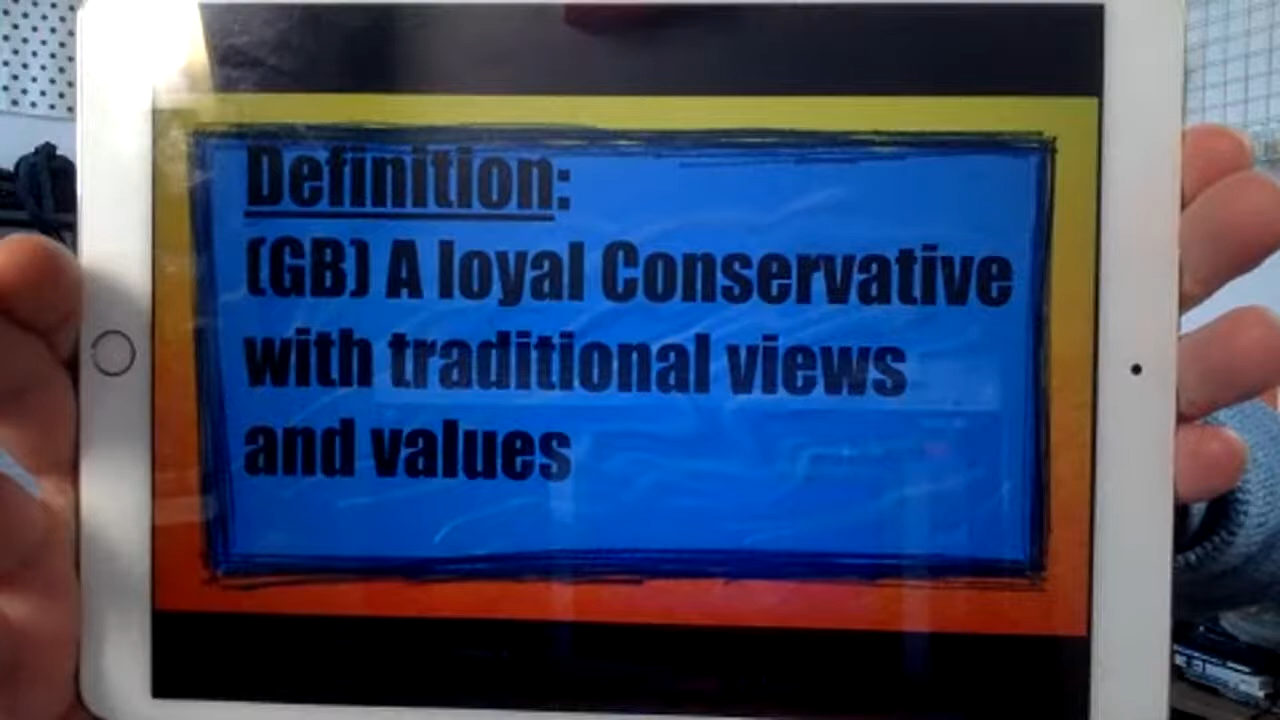 Definition:
(GB) A loyal Conservative
with traditional views
and values